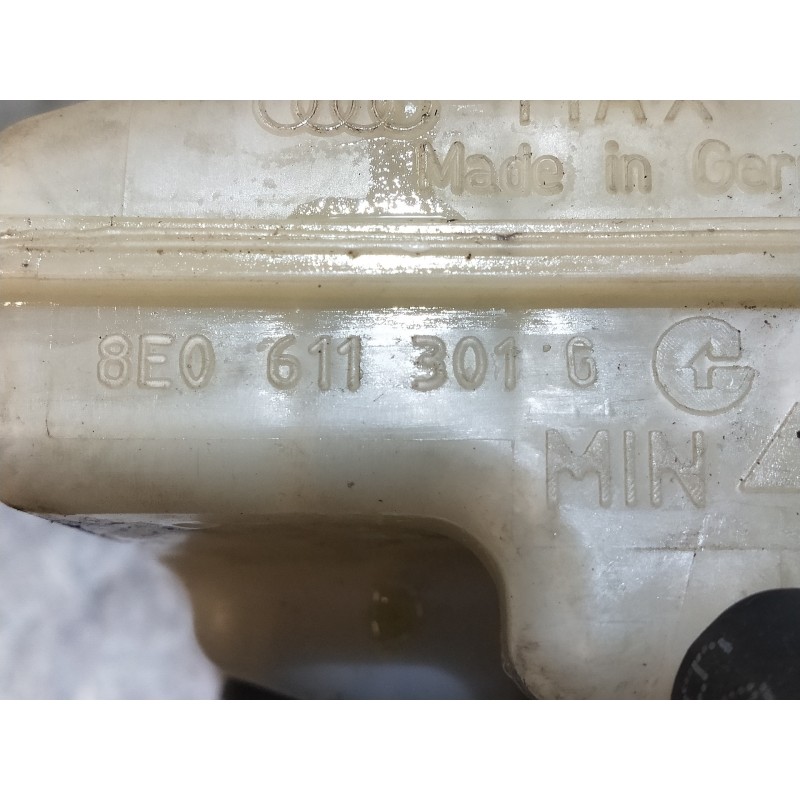 MAX
Made in Ger
8E0 611 301 G
MIN